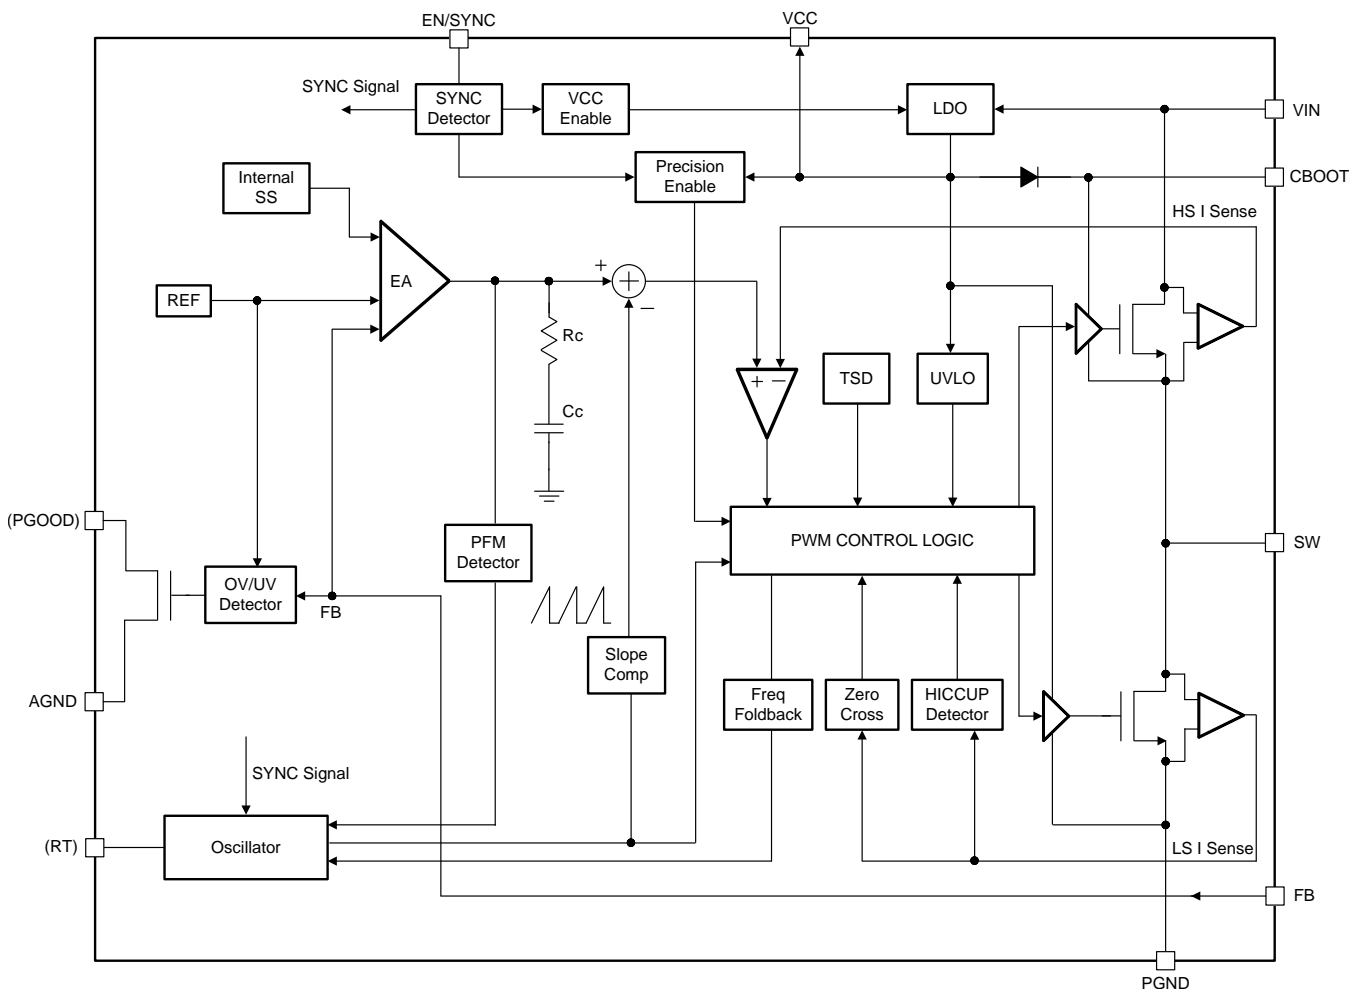 EN/SYNC
VCC
SYNC Signal
SYNC
Detector
VCC
Enable
LDO
VIN
Precision
Enable
Internal
SS
CBOOT
HS I Sense
+
EA
+
−
REF
Rc
+ −
TSD
UVLO
Cc
(PGOOD)
PFM
Detector
PWM CONTROL LOGIC
SW
OV/UV
Detector
FB
Slope
Comp
AGND
Freq
Foldback
Zero
Cross
HICCUP
Detector
SYNC Signal
(RT)
Oscillator
LS I Sense
FB
PGND